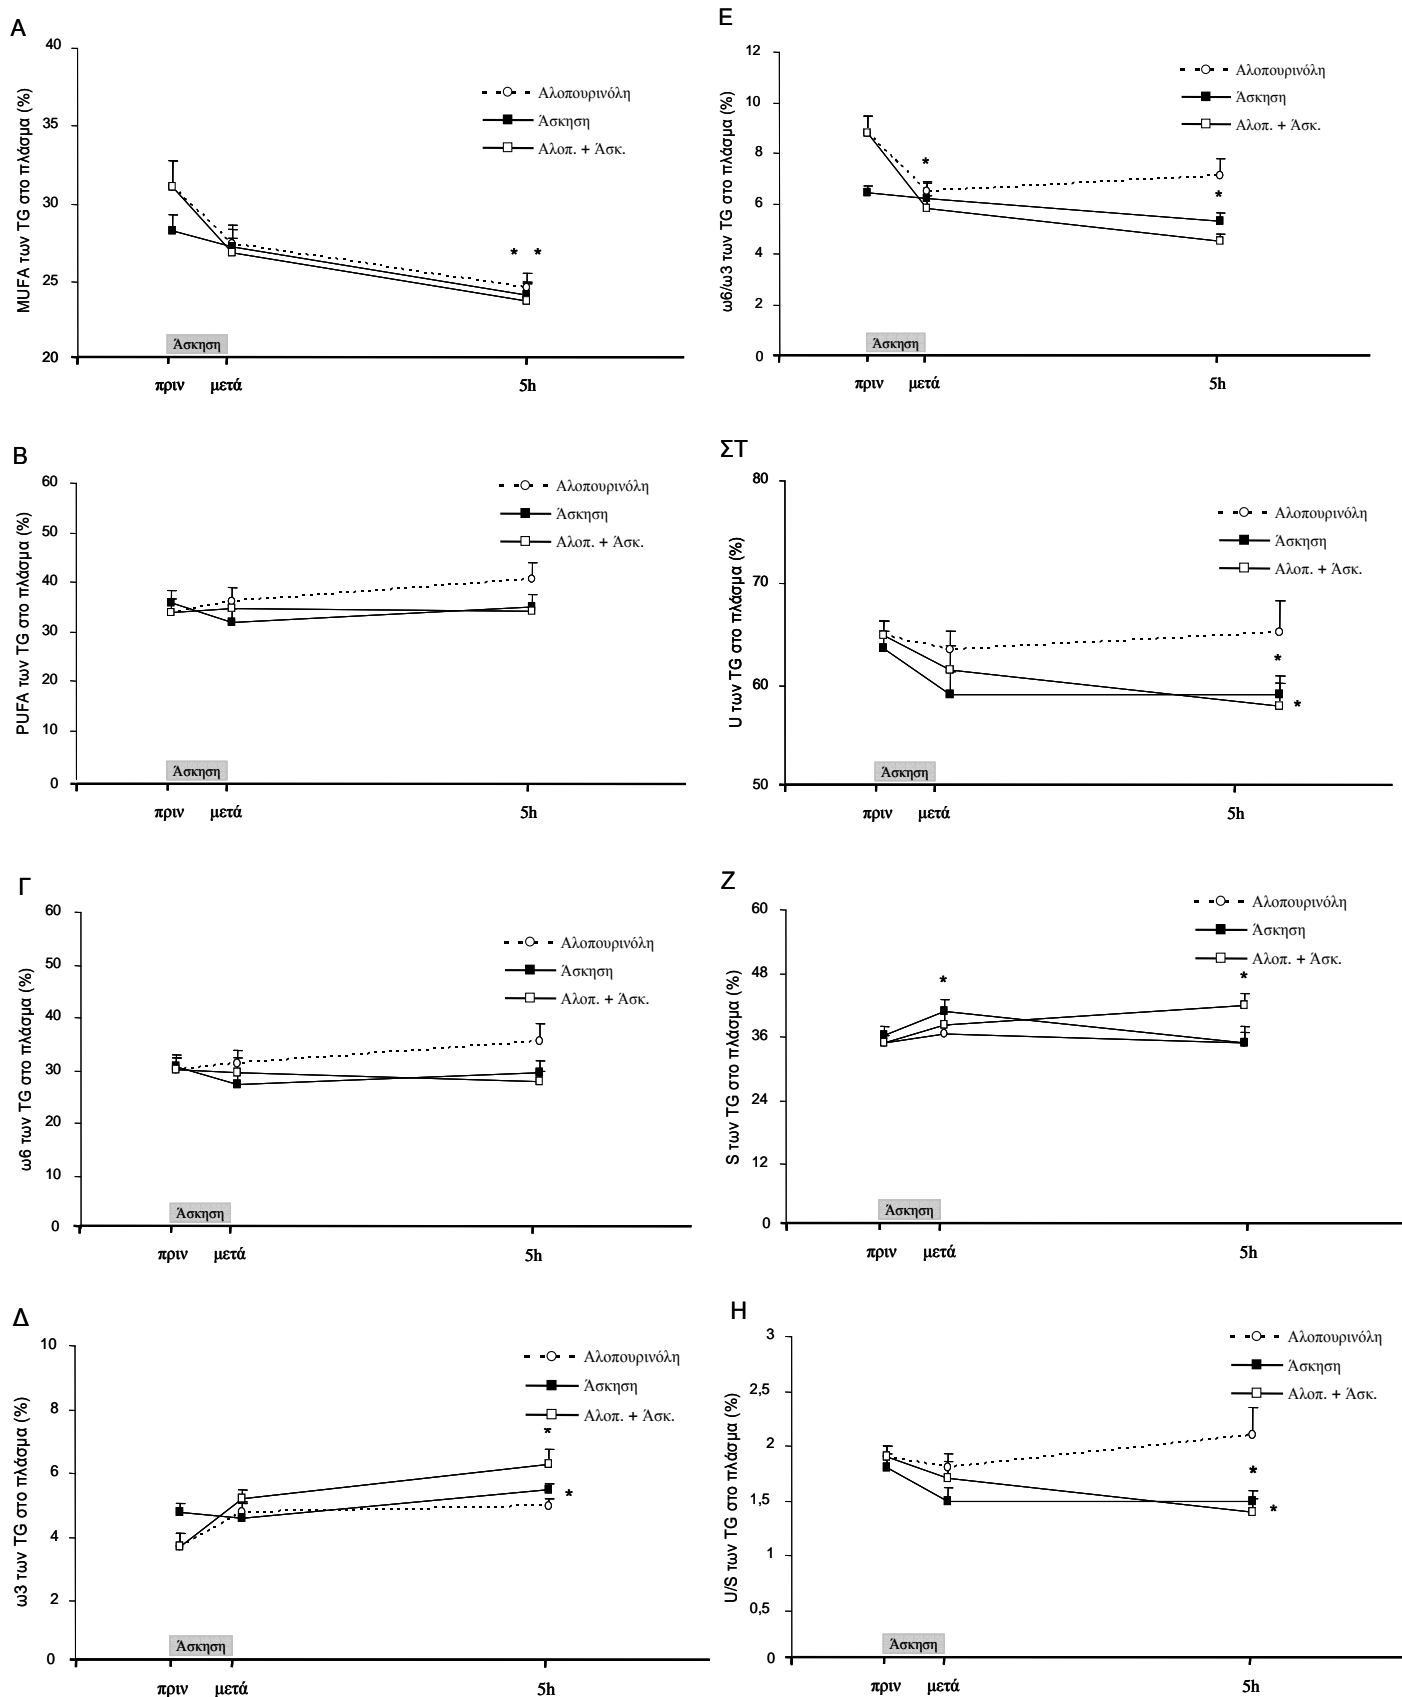 Α
MUFA των TG στο πλάσμα (%)
40
35
30
25
20
Αλοπουρινόλη
Άσκηση
Αλοπ. + Άσκ.
* *
Άσκηση
πριν μετά 5h
Ε
ω6/ω3 των TG στο πλάσμα (%)
12
10
8
6
4
2
0
Αλοπουρινόλη
Άσκηση
Αλοπ. + Άσκ.
*
*
Άσκηση
πριν μετά 5h
Β
PUFA των TG στο πλάσμα (%)
60
50
40
30
20
10
0
Αλοπουρινόλη
Άσκηση
Αλοπ. + Άσκ.
Άσκηση
πριν μετά 5h
ΣΤ
U των TG στο πλάσμα (%)
80
70
60
50
Αλοπουρινόλη
Άσκηση
Αλοπ. + Άσκ.
*
*
Άσκηση
πριν μετά 5h
Γ
ω6 των TG στο πλάσμα (%)
60
50
40
30
20
10
0
Αλοπουρινόλη
Άσκηση
Αλοπ. + Άσκ.
Άσκηση
πριν μετά 5h
Ζ
S των TG στο πλάσμα (%)
60
48
36
24
12
0
Αλοπουρινόλη
Άσκηση
Αλοπ. + Άσκ.
* *
Άσκηση
πριν μετά 5h
Δ
ω3 των TG στο πλάσμα (%)
10
8
6
4
2
0
Αλοπουρινόλη
Άσκηση
Αλοπ. + Άσκ.
*
*
Άσκηση
πριν μετά 5h
Η
U/S των TG στο πλάσμα (%)
3
2,5
2
1,5
1
0,5
0
Αλοπουρινόλη
Άσκηση
Αλοπ. + Άσκ.
*
*
Άσκηση
πριν μετά 5h